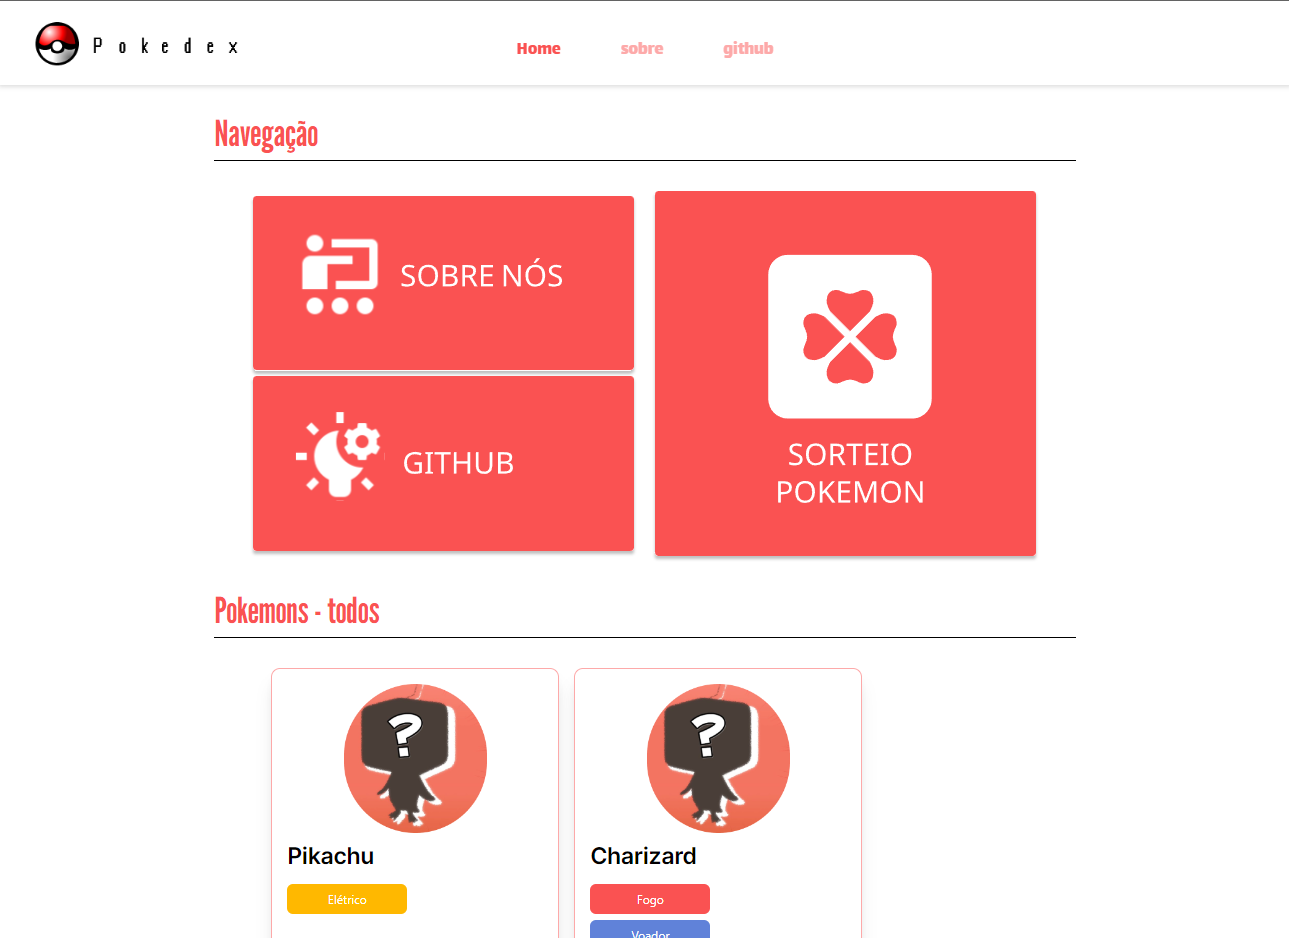 Pokedex
Home sobre github
Navegação
SOBRE NÓS
GITHUB
SORTEIO
POKEMON
Pokemons - todos
?
?
Pikachu
Charizard
Elétrico
Fogo
Voador